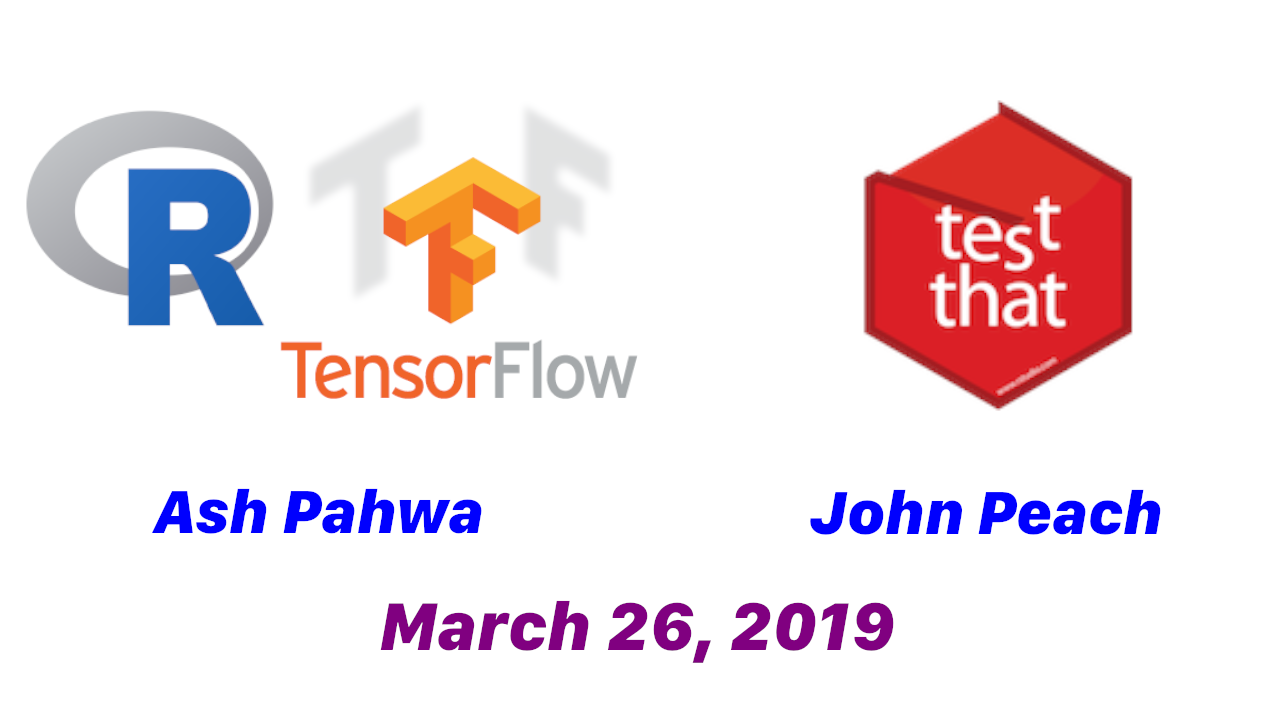 R
TensorFlow
test
that
Ash Pahwa
John Peach
March 26, 2019